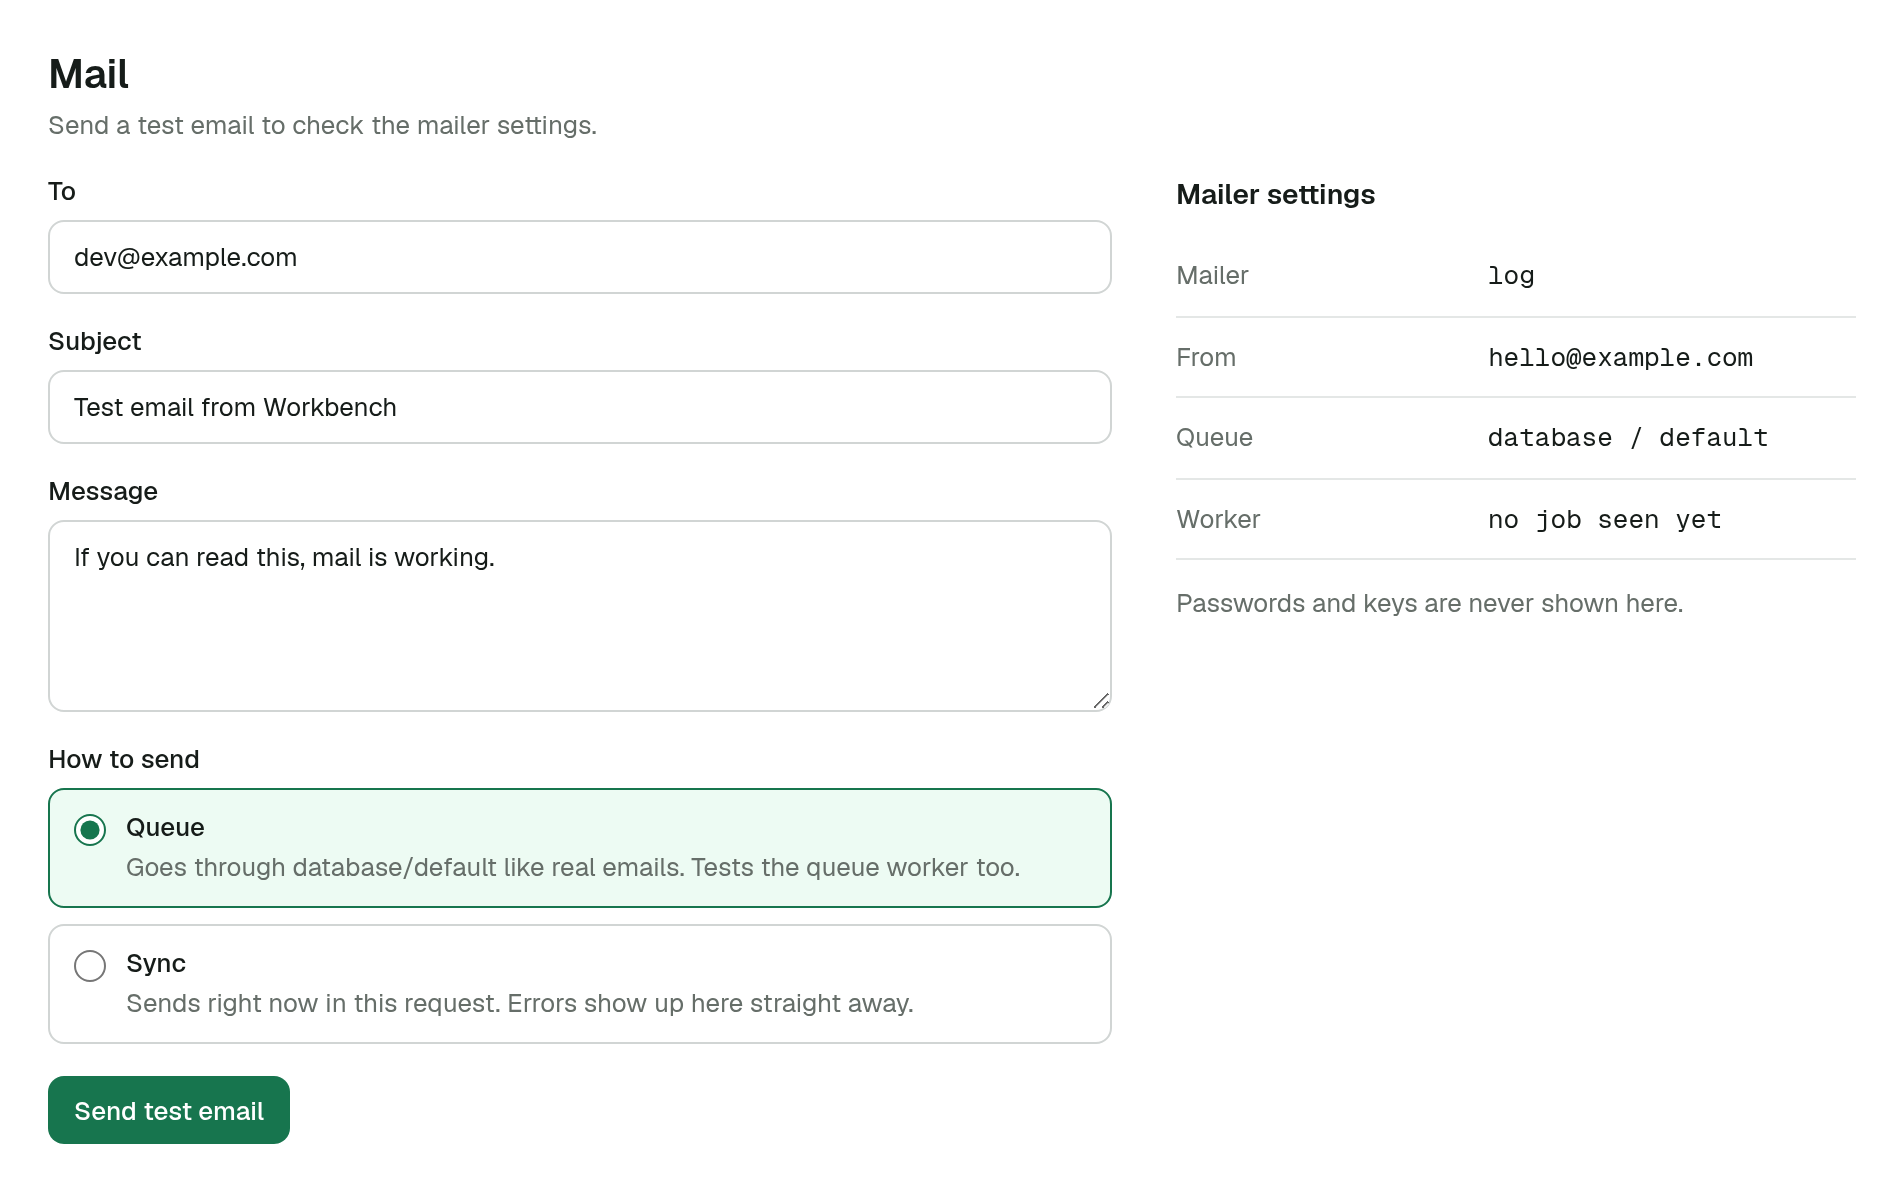 Mail
Send a test email to check the mailer settings.
To
dev@example.com
Subject
Test email from Workbench
Message
If you can read this, mail is working.
How to send
Queue
Goes through database/default like real emails. Tests the queue worker too.
Sync
Sends right now in this request. Errors show up here straight away.
Send test email
Mailer settings
Mailer log
From hello@example.com
Queue database / default
Worker no job seen yet
Passwords and keys are never shown here.